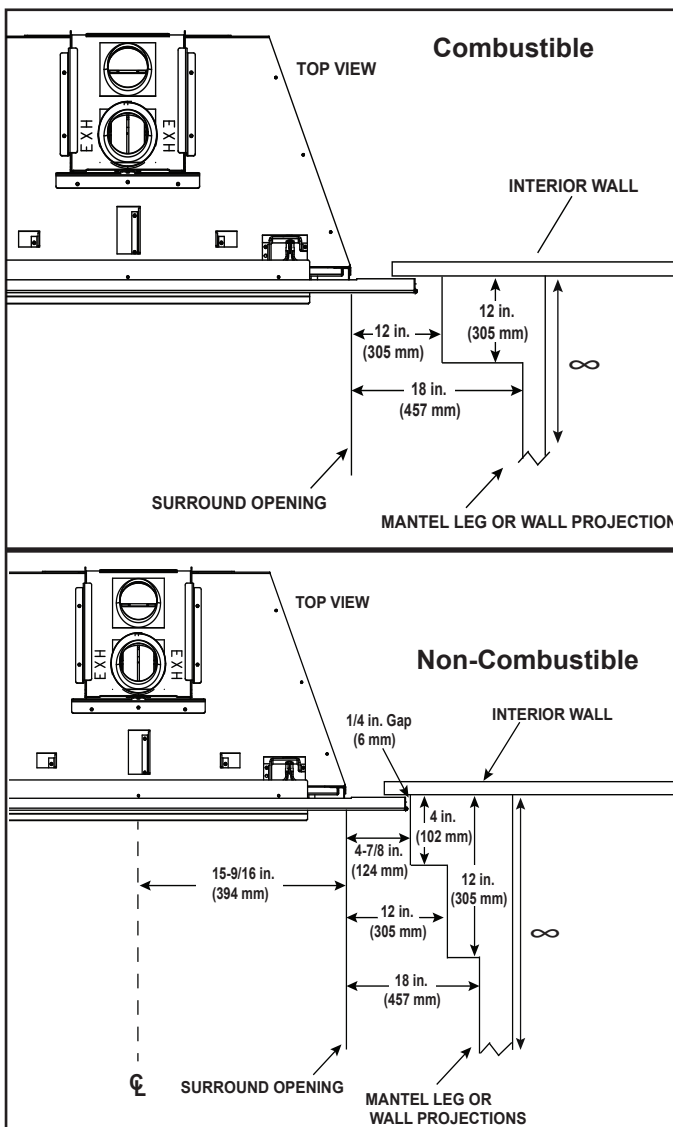 Combustible
TOP VIEW
EXH
EXH
INTERIOR WALL
12 in.
(305 mm)
12 in.
(305 mm)
∞
18 in.
(457 mm)
SURROUND OPENING
MANTEL LEG OR WALL PROJECTION
TOP VIEW
EXH
EXH
Non-Combustible
1/4 in. Gap
(6 mm)
INTERIOR WALL
4 in.
(102 mm)
4-7/8 in.
(124 mm)
15-9/16 in.
(394 mm)
12 in.
(305 mm)
12 in.
(305 mm)
∞
18 in.
(457 mm)
℄
SURROUND OPENING
MANTEL LEG OR
WALL PROJECTIONS